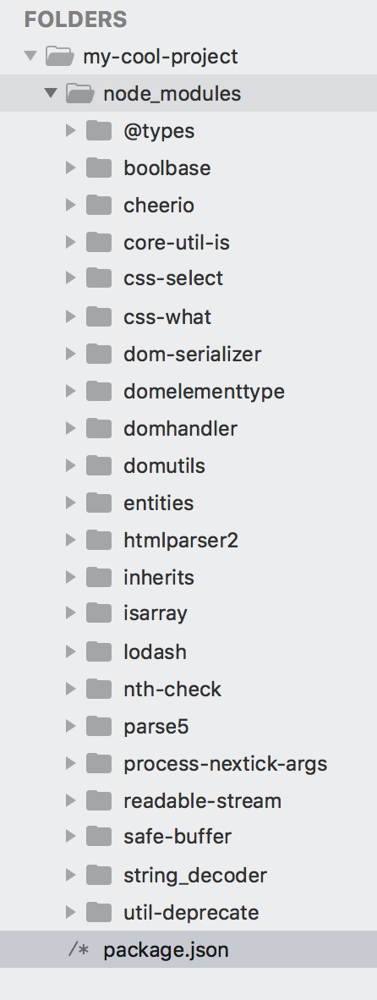 FOLDERS
my-cool-project
node_modules
@types
boolbase
cheerio
core-util-is
css-select
css-what
dom-serializer
domelementtype
domhandler
domutils
entities
htmlparser2
inherits
isarray
lodash
nth-check
parse5
process-nextick-args
readable-stream
safe-buffer
string_decoder
util-deprecate
/* package.json